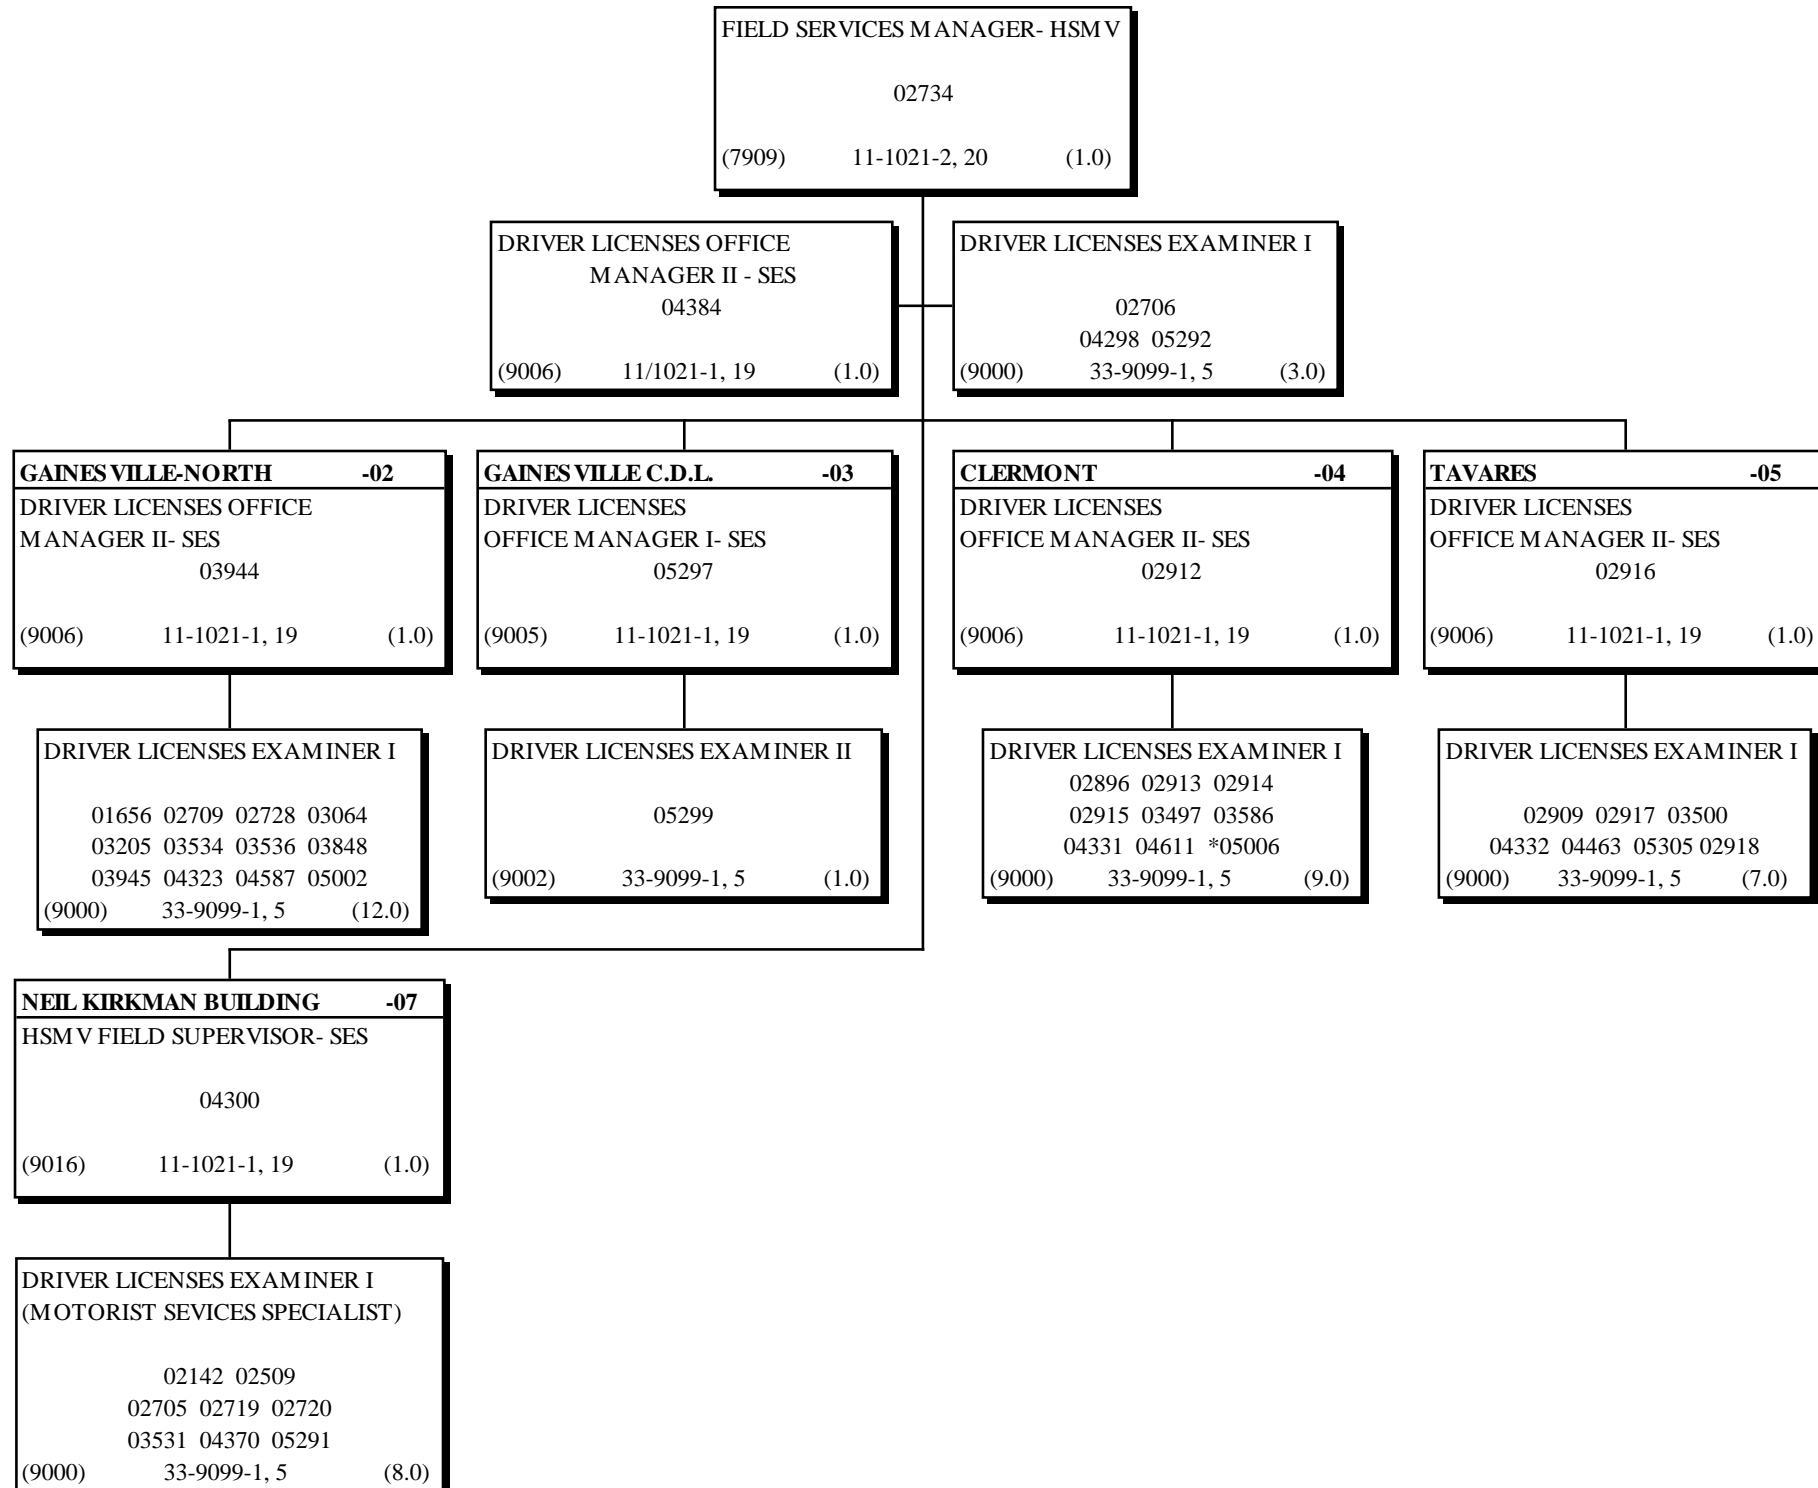 FIELD SERVICES MANAGER- HSMV
02734
(7909) 11-1021-2, 20 (1.0)
DRIVER LICENSES OFFICE
MANAGER II - SES
04384
(9006) 11/1021-1, 19 (1.0)
DRIVER LICENSES EXAMINER I
02706
04298 05292
(9000) 33-9099-1, 5 (3.0)
GAINESVILLE-NORTH -02
DRIVER LICENSES OFFICE
MANAGER II- SES
03944
(9006) 11-1021-1, 19 (1.0)
GAINESVILLE C.D.L. -03
DRIVER LICENSES
OFFICE MANAGER I- SES
05297
(9005) 11-1021-1, 19 (1.0)
CLERMONT -04
DRIVER LICENSES
OFFICE MANAGER II- SES
02912
(9006) 11-1021-1, 19 (1.0)
TAVARES -05
DRIVER LICENSES
OFFICE MANAGER II- SES
02916
(9006) 11-1021-1, 19 (1.0)
DRIVER LICENSES EXAMINER I
01656 02709 02728 03064
03205 03534 03536 03848
03945 04323 04587 05002
(9000) 33-9099-1, 5 (12.0)
DRIVER LICENSES EXAMINER II
05299
(9002) 33-9099-1, 5 (1.0)
DRIVER LICENSES EXAMINER I
02896 02913 02914
02915 03497 03586
04331 04611 *05006
(9000) 33-9099-1, 5 (9.0)
DRIVER LICENSES EXAMINER I
02909 02917 03500
04332 04463 05305 02918
(9000) 33-9099-1, 5 (7.0)
NEIL KIRKMAN BUILDING -07
HSMV FIELD SUPERVISOR- SES
04300
(9016) 11-1021-1, 19 (1.0)
DRIVER LICENSES EXAMINER I
(MOTORIST SEVICES SPECIALIST)
02142 02509
02705 02719 02720
03531 04370 05291
(9000) 33-9099-1, 5 (8.0)